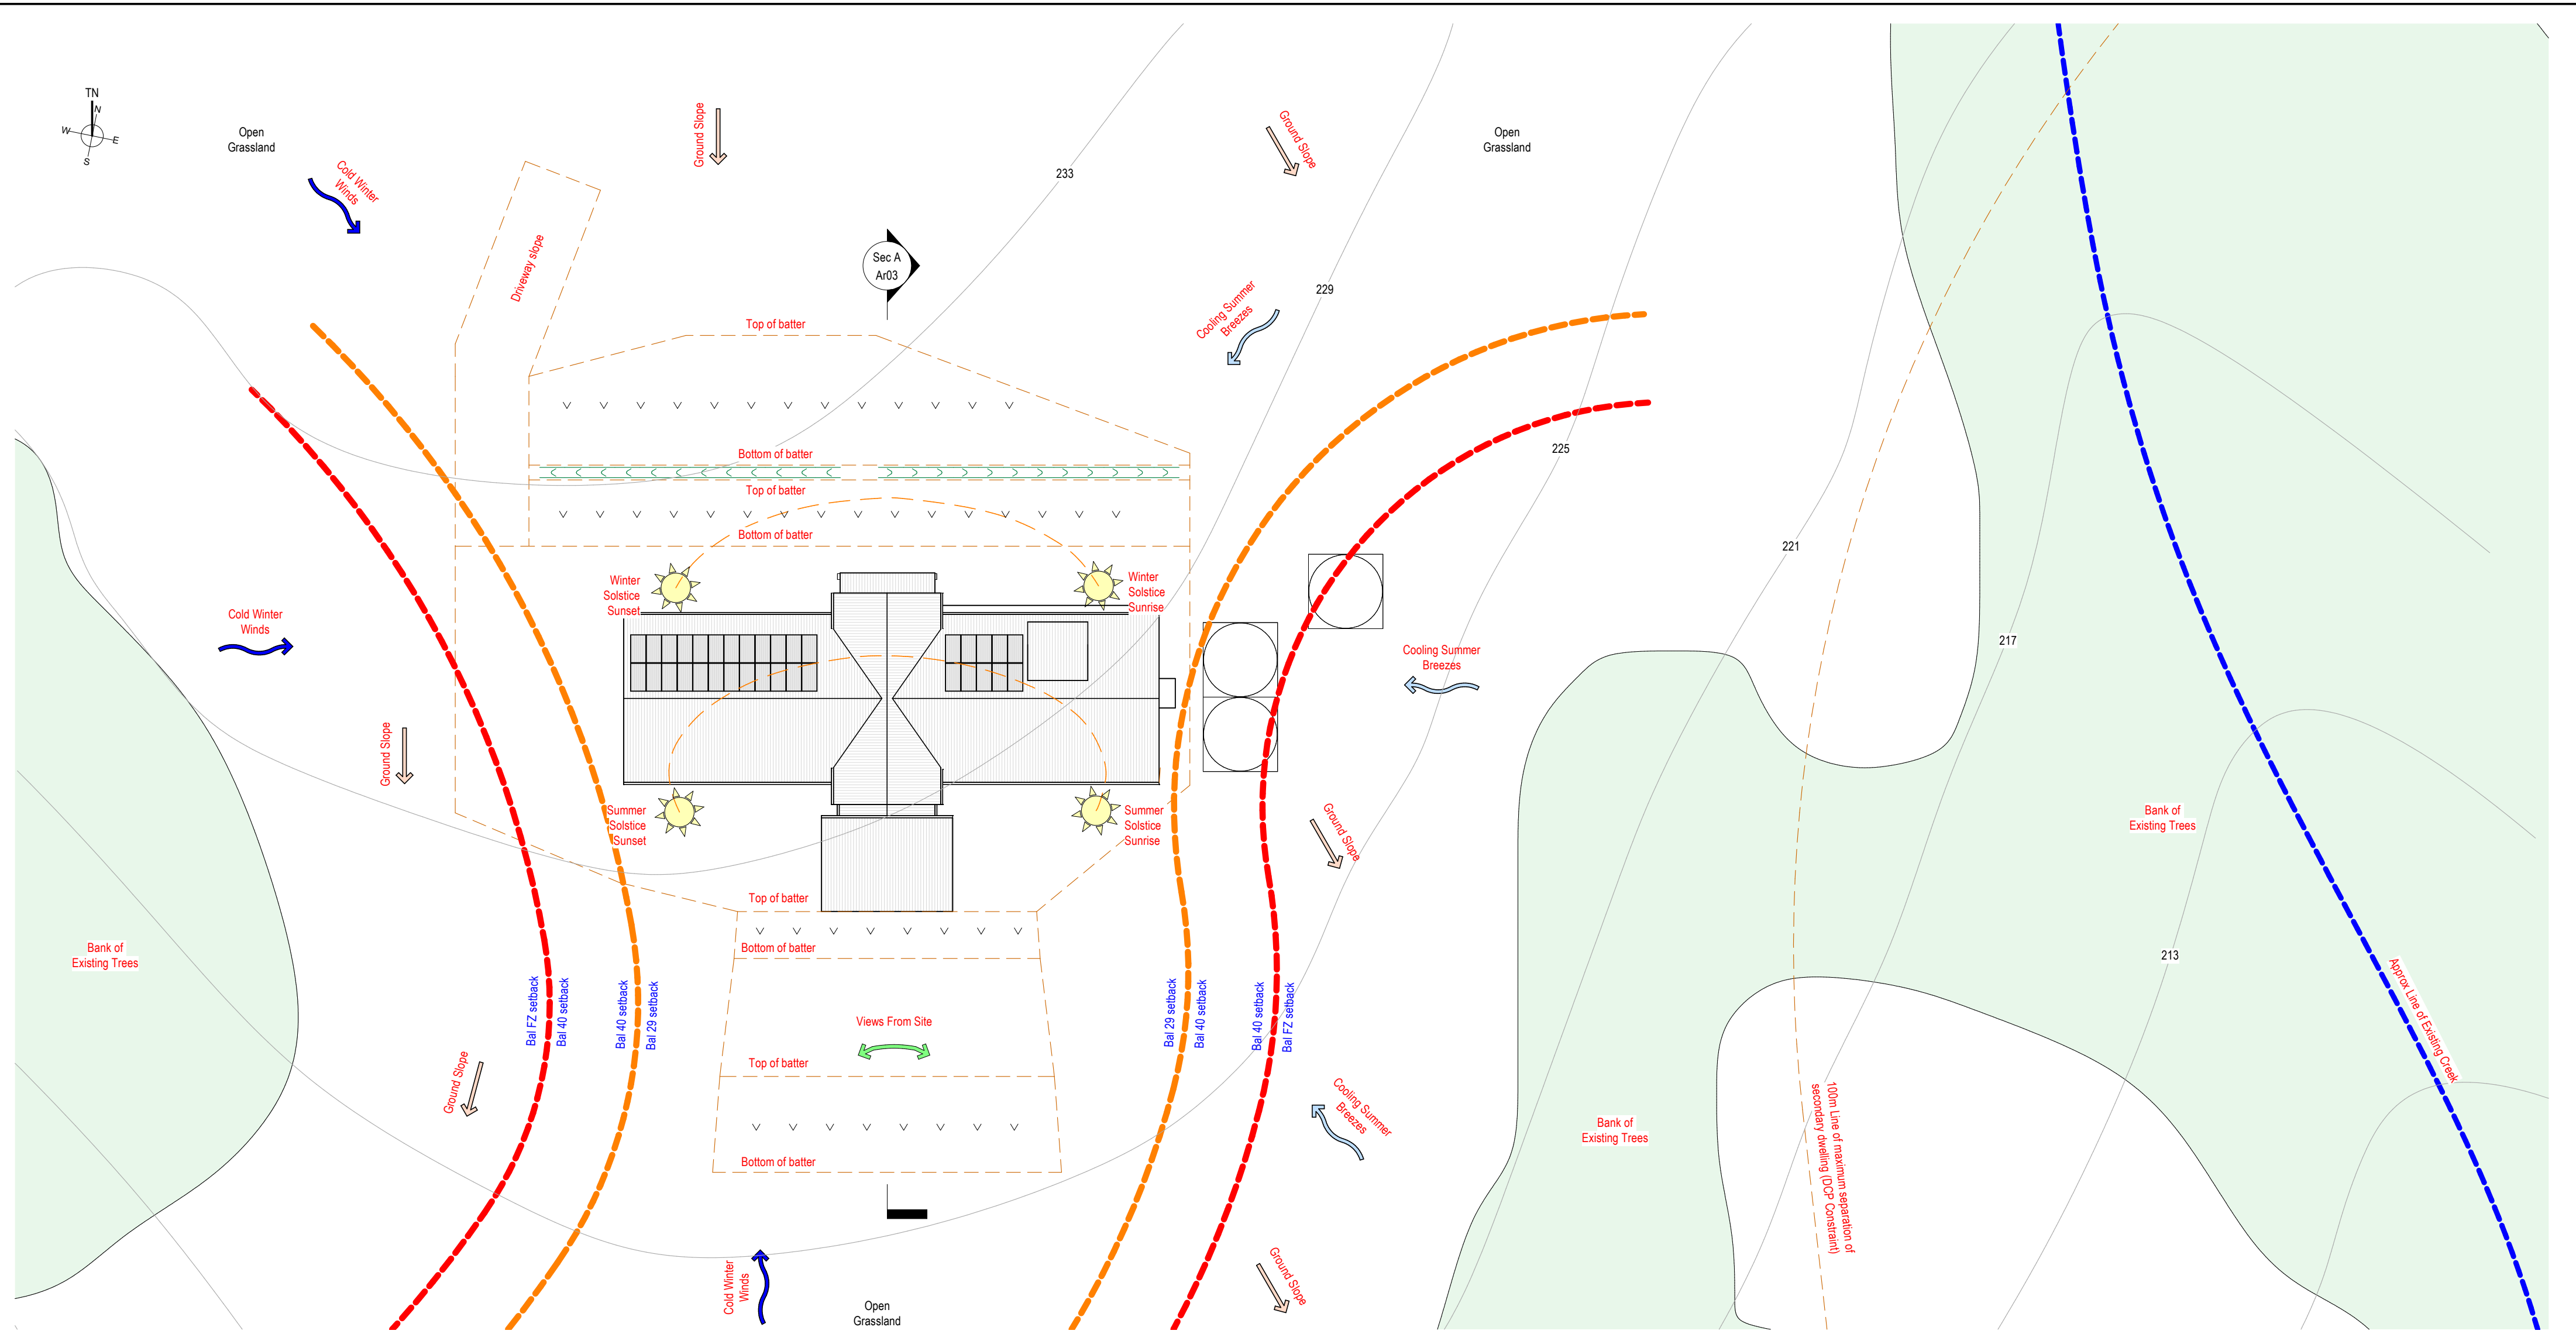 TN
N
W
E
S
Open
Grassland
Cold Winter
Winds
Ground Slope
Driveway slope
Sec A
Ar03
233
Ground Slope
Open
Grassland
229
Cooling Summer
Breezes
Top of batter
Bottom of batter
Top of batter
Bottom of batter
225
221
217
213
Winter
Solstice
Sunset
Winter
Solstice
Sunrise
Cold Winter
Winds
Cooling Summer
Breezes
Ground Slope
Summer
Solstice
Sunset
Summer
Solstice
Sunrise
Ground Slope
Bank of
Existing Trees
Bank of
Existing Trees
Top of batter
Bottom of batter
Bal FZ setback
Bal 40 setback
Bal 40 setback
Bal 29 setback
Views From Site
Bal 29 setback
Bal 40 setback
Bal 40 setback
Bal FZ setback
Approx Line of Existing Creek
Top of batter
Ground Slope
Cooling Summer
Breezes
Bank of
Existing Trees
100m Line of maximum separation of
secondary dwelling (DCP Constraint)
Bottom of batter
Cold Winter
Winds
Ground Slope
Open
Grassland